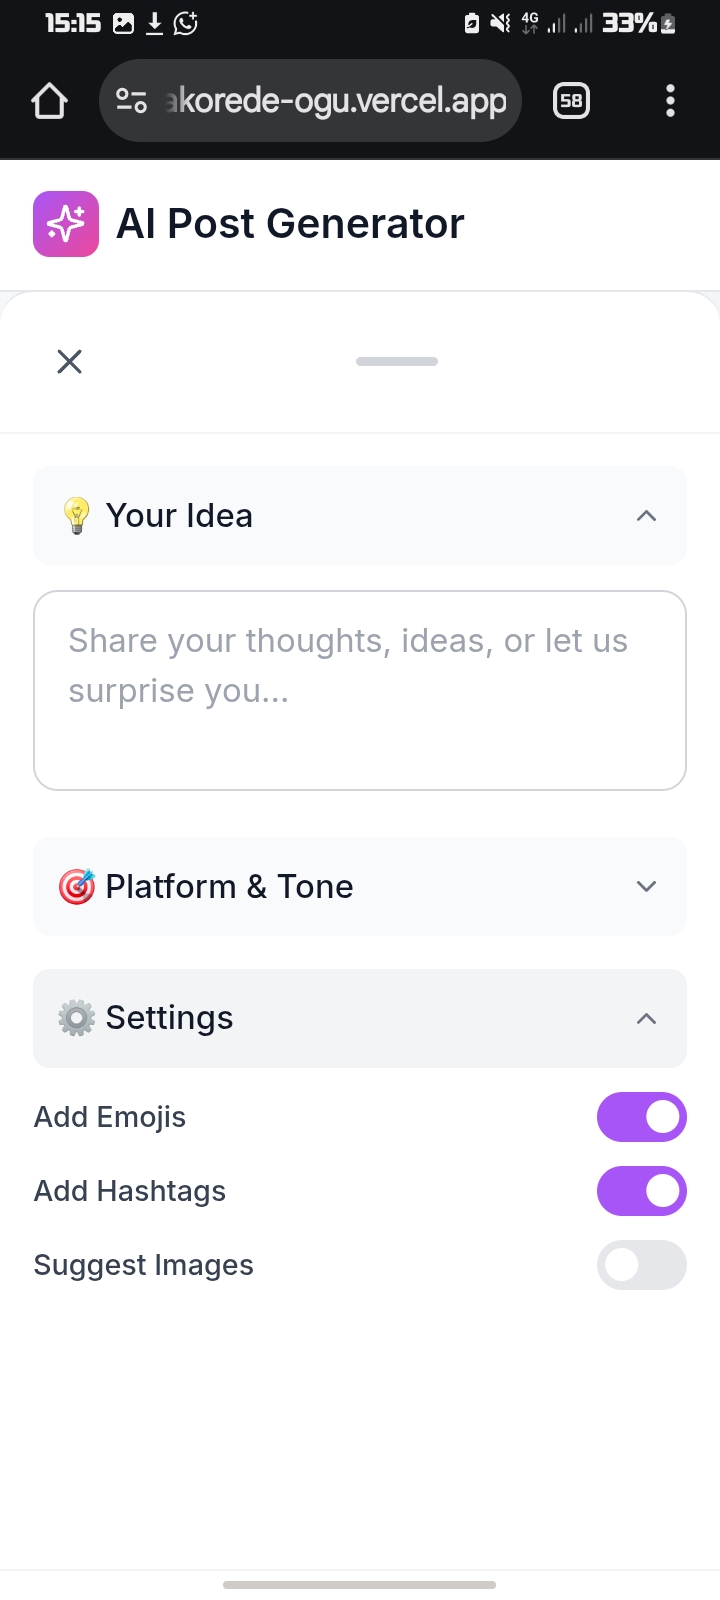 15:15 4G 33%
akorede-ogu.vercel.app 58
AI Post Generator
Your Idea
Share your thoughts, ideas, or let us
surprise you...
Platform & Tone
Settings
Add Emojis
Add Hashtags
Suggest Images